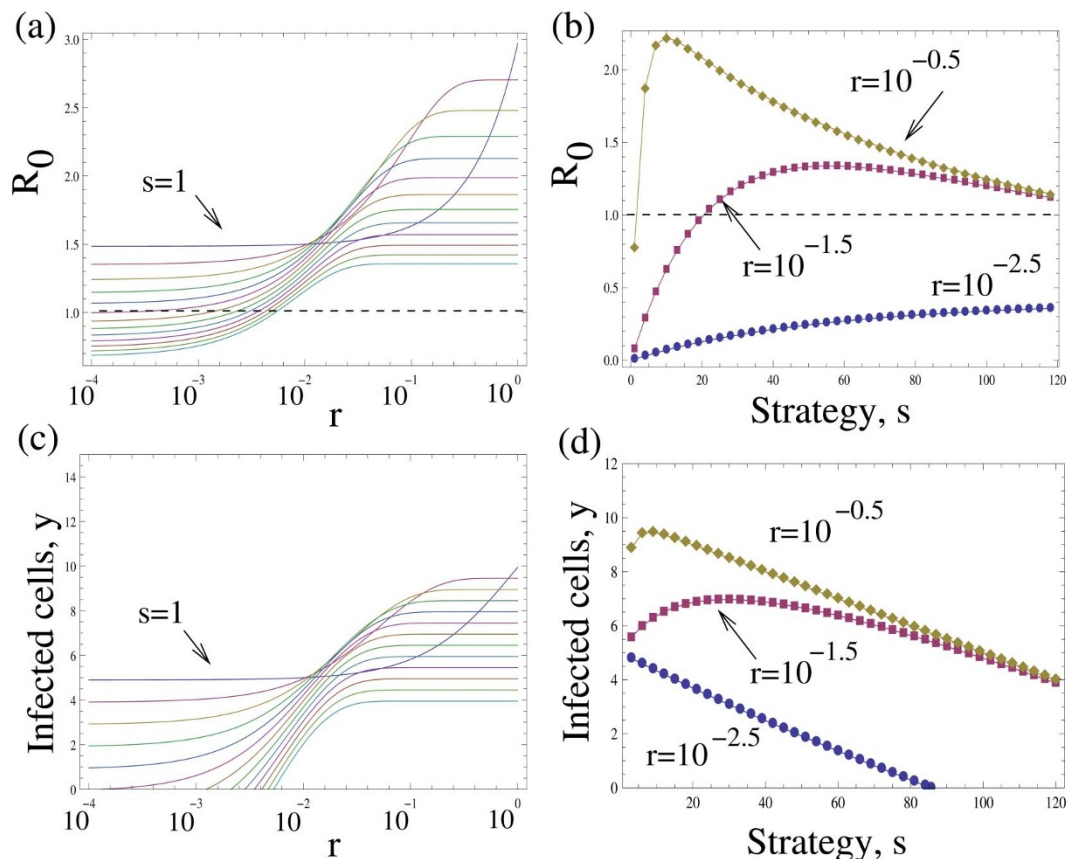 (a)
R0
3.0
2.5
2.0
1.5
1.0
s=1
10^-4
10^-3
10^-2
10^-1
10^0
r
(b)
R0
2.0
1.5
1.0
0.5
0.0
r=10^-0.5
r=10^-1.5
r=10^-2.5
0 20 40 60 80 100 120
Strategy, s
(c)
Infected cells, y
14
12
10
8
6
4
2
0
s=1
10^-4
10^-3
10^-2
10^-1
10^0
r
(d)
Infected cells, y
12
10
8
6
4
2
0
r=10^-0.5
r=10^-1.5
r=10^-2.5
20 40 60 80 100 120
Strategy, s